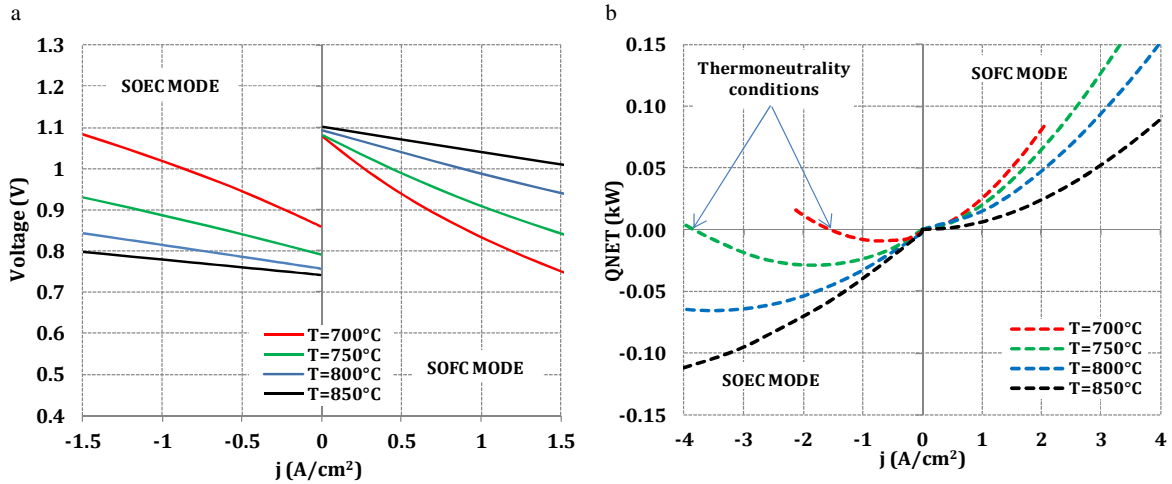 a
1.3
1.2
1.1
1
0.9
0.8
0.7
0.6
0.5
0.4
Voltage (V)
SOEC MODE
T=700°C
T=750°C
T=800°C
T=850°C
SOFC MODE
-1.5
-1
-0.5
0
0.5
1
1.5
j (A/cm²)
b
0.15
0.10
0.05
0.00
-0.05
-0.10
-0.15
QNET (kW)
Thermoneutrality
conditions
SOFC MODE
T=700°C
T=750°C
T=800°C
T=850°C
SOEC MODE
-4
-3
-2
-1
0
1
2
3
4
j (A/cm²)